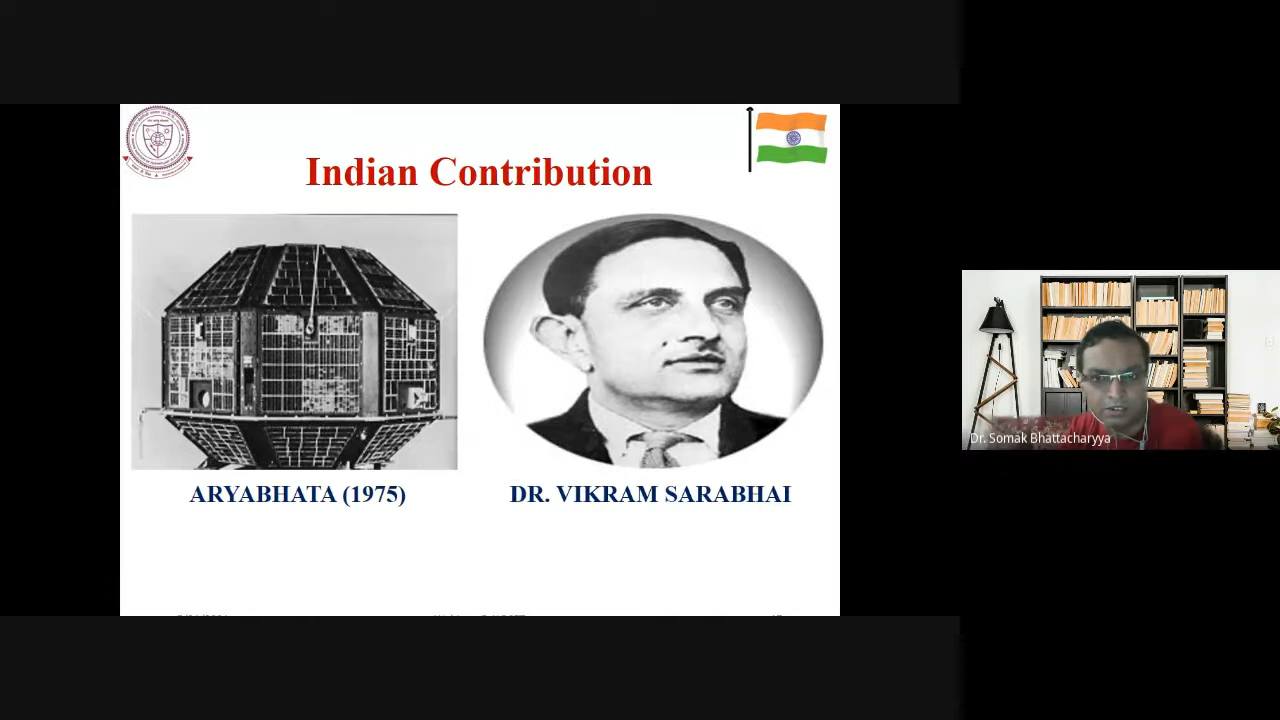 Indian Contribution
ARYABHATA (1975)
DR. VIKRAM SARABHAI
Dr. Somak Bhattacharyya